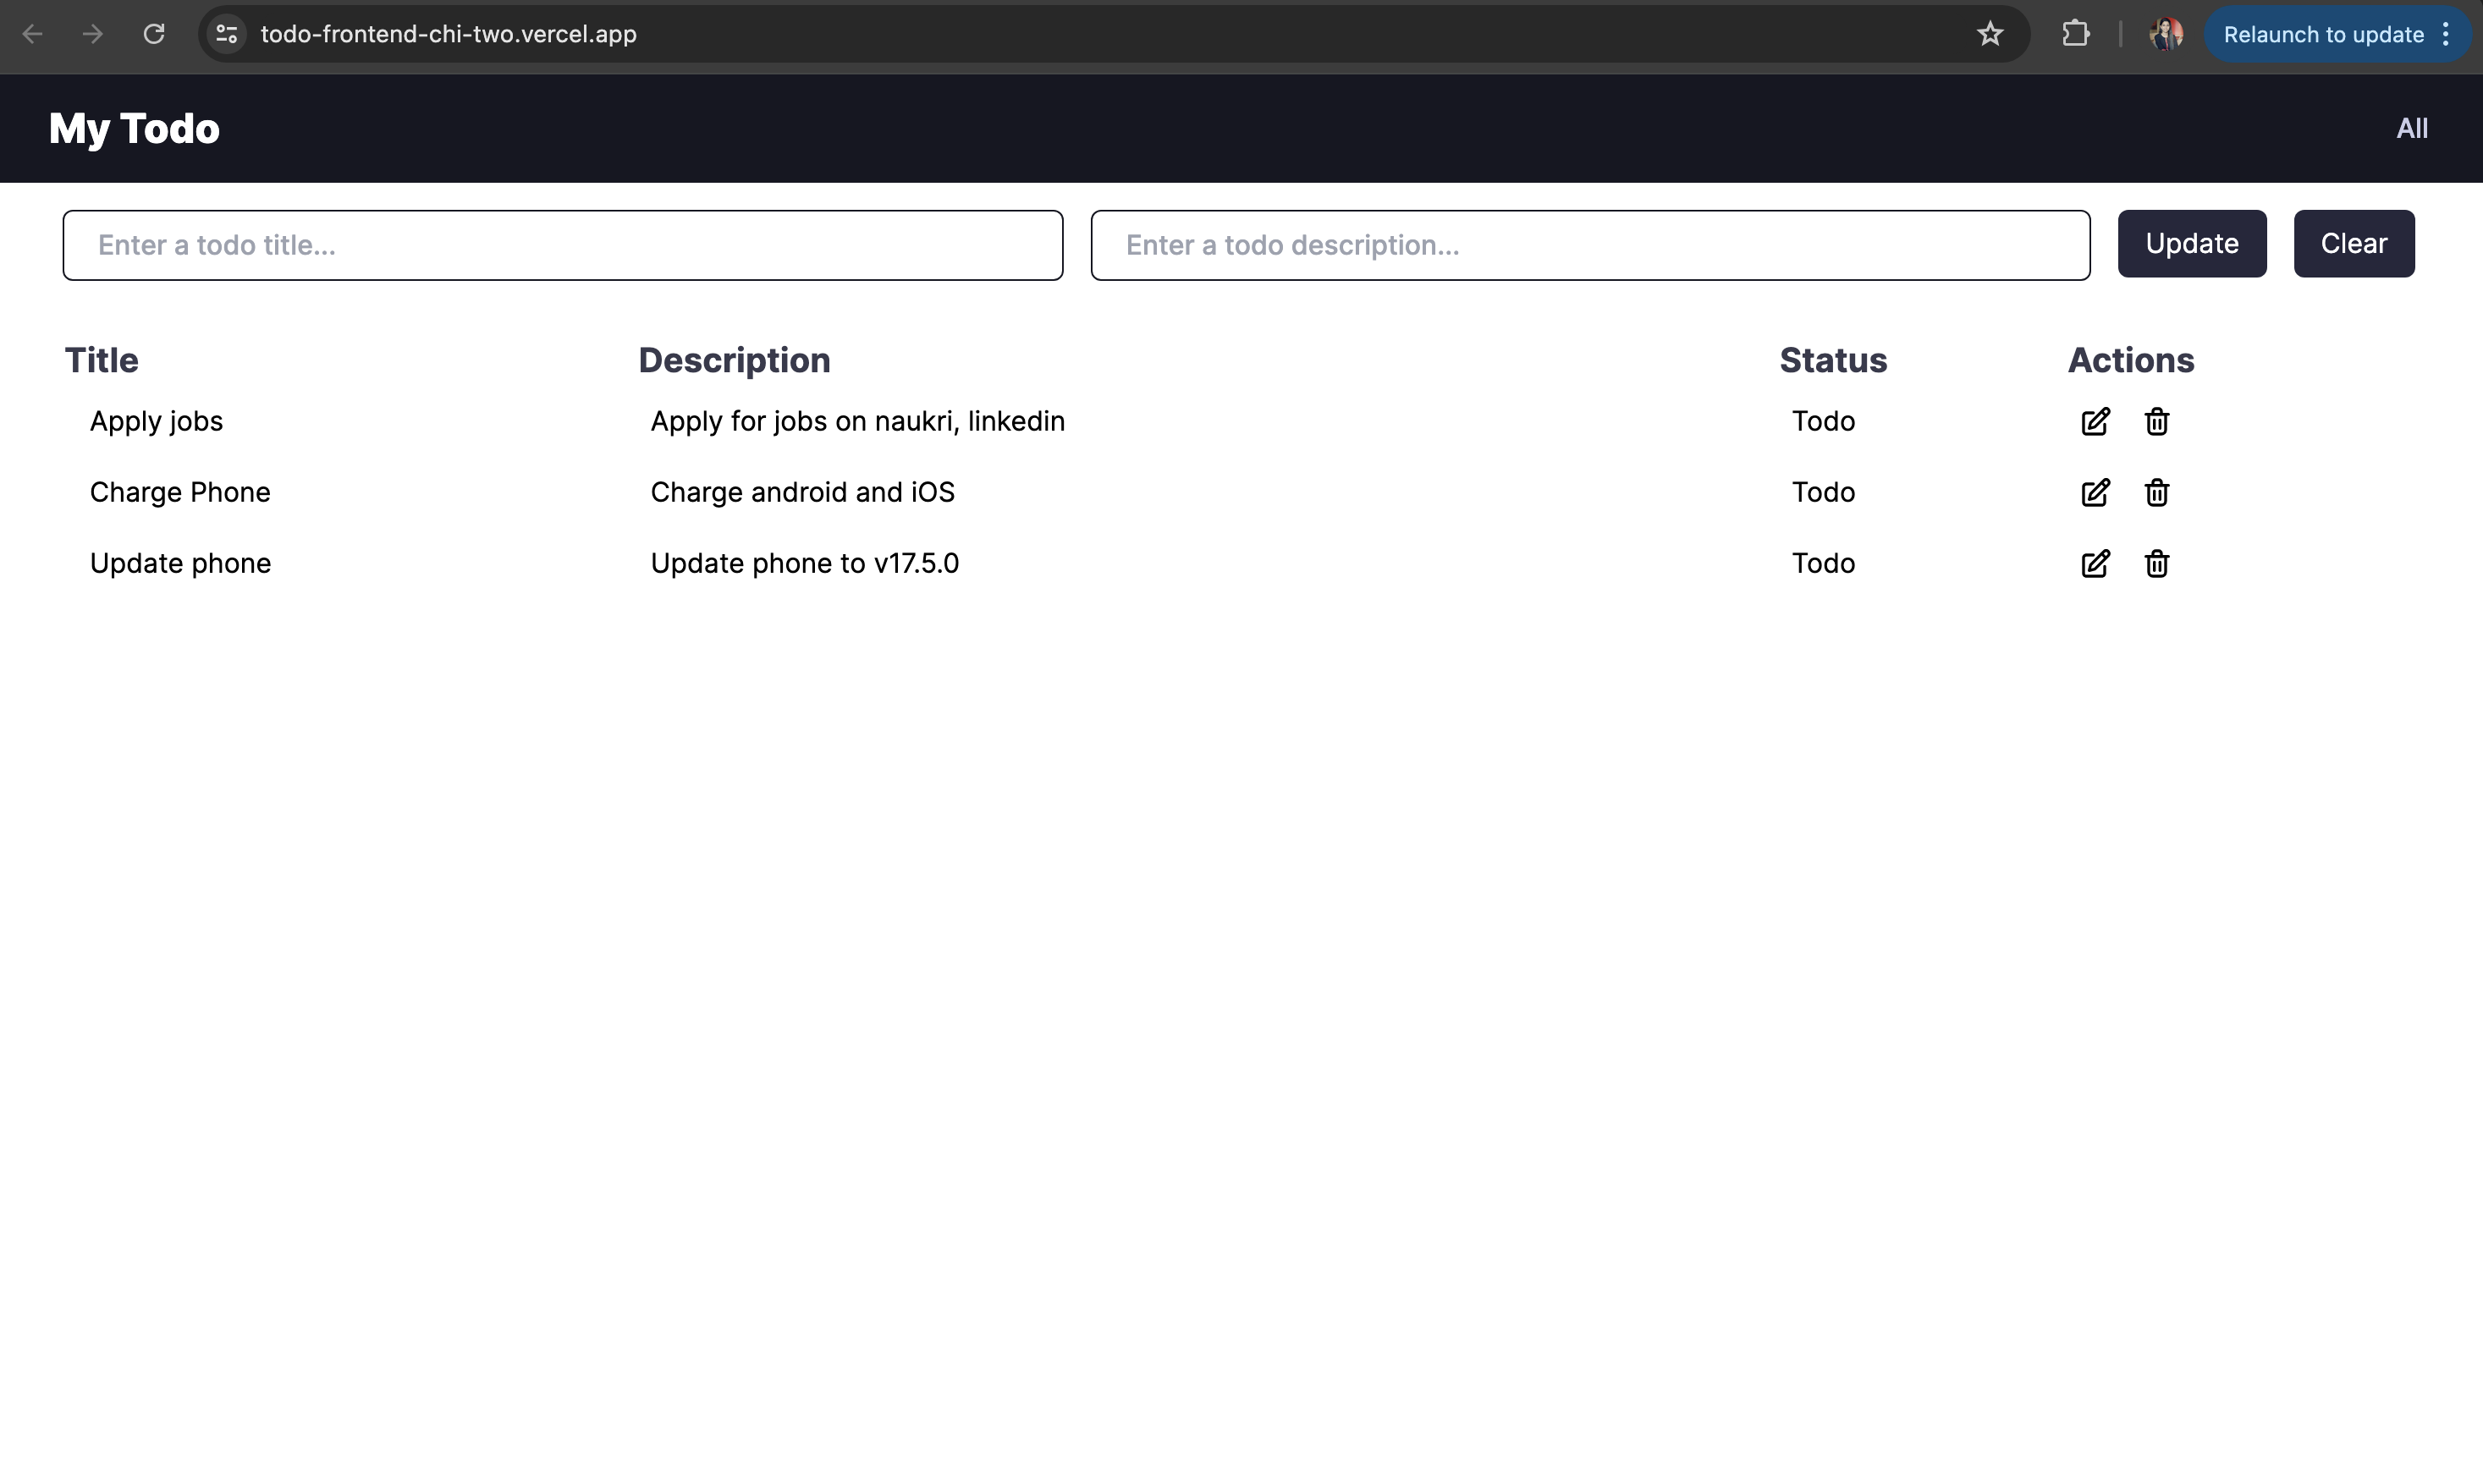 todo-frontend-chi-two.vercel.app
Relaunch to update
My Todo
All
Enter a todo title...
Enter a todo description...
Update
Clear
Title Description Status Actions
Apply jobs Apply for jobs on naukri, linkedin Todo
Charge Phone Charge android and iOS Todo
Update phone Update phone to v17.5.0 Todo